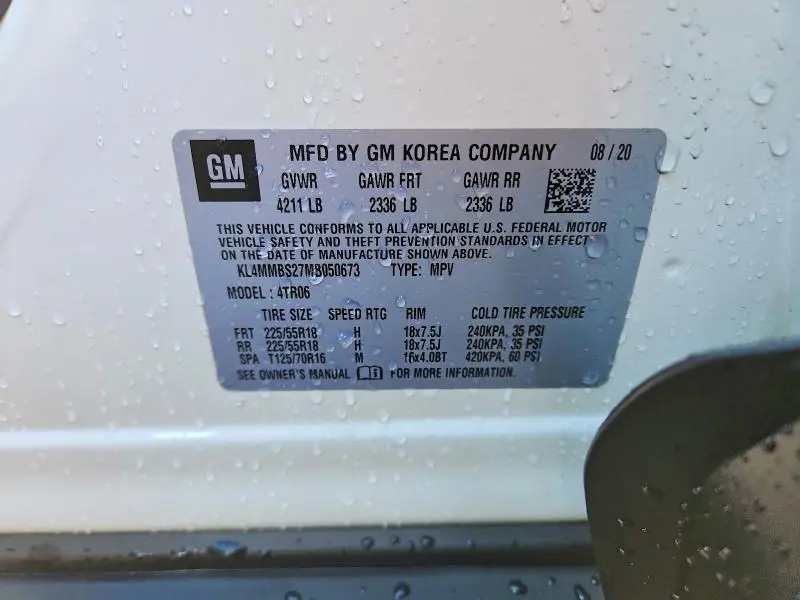 GM MFD BY GM KOREA COMPANY 08 / 20
GVWR GAWR FRT GAWR RR
4211 LB 2336 LB 2336 LB
THIS VEHICLE CONFORMS TO ALL APPLICABLE U.S. FEDERAL MOTOR
VEHICLE SAFETY AND THEFT PREVENTION STANDARDS IN EFFECT
ON THE DATE OF MANUFACTURE SHOWN ABOVE.
KL4MMBS27MB050673 TYPE: MPV
MODEL : 4TR06
TIRE SIZE SPEED RTG RIM COLD TIRE PRESSURE
FRT 225/55R18 H 18x7.5J 240KPA, 35 PSI
RR 225/55R18 H 18x7.5J 240KPA, 35 PSI
SPA T125/70R16 M 16x4.0BT 420KPA, 60 PSI
SEE OWNER'S MANUAL FOR MORE INFORMATION.